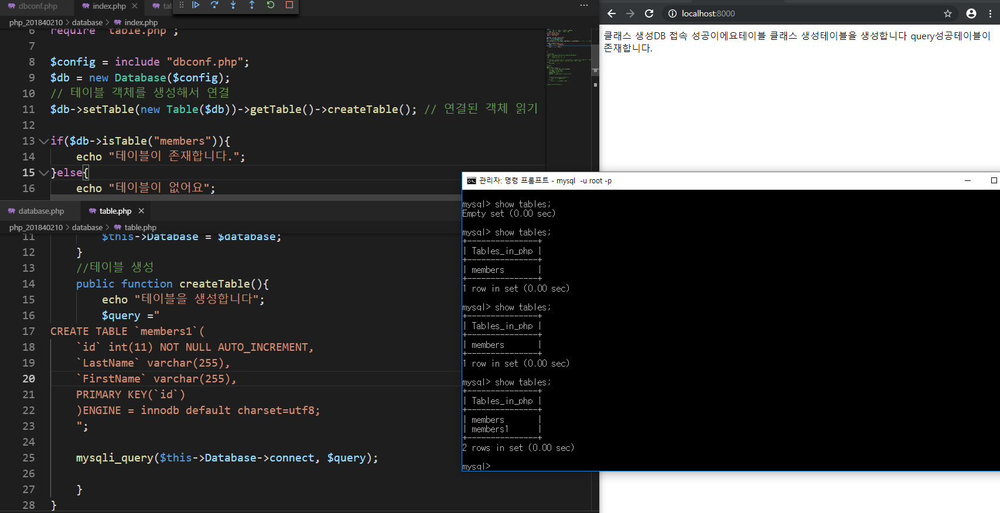 dbconf.php
index.php
tab
php_201840210 > database > index.php
6 require "table.php";
7
8 $config = include "dbconf.php";
9 $db = new Database($config);
10 // 테이블 객체를 생성해서 연결
11 $db->setTable(new Table($db))->getTable()->createTable(); // 연결된 객체 읽기
12
13 if($db->isTable("members")){
14 echo "테이블이 존재합니다.";
15 }else{
16 echo "테이블이 없어요";
database.php
table.php
php_201840210 > database > table.php
11 $this->Database = $database;
12 }
13 //테이블 생성
14 public function createTable(){
15 echo "테이블을 생성합니다";
16 $query ="
17 CREATE TABLE `members1`(
18 `id` int(11) NOT NULL AUTO_INCREMENT,
19 `LastName` varchar(255),
20 `FirstName` varchar(255),
21 PRIMARY KEY(`id`)
22 )ENGINE = innodb default charset=utf8;
23 ";
24
25 mysqli_query($this->Database->connect, $query);
26
27 }
28 }
localhost:8000
클래스 생성DB 접속 성공이에요테이블 클래스 생성테이블을 생성합니다 query성공테이블이
존재합니다.
관리자: 명령 프롬프트 - mysql -u root -p
mysql> show tables;
Empty set (0.00 sec)
mysql> show tables;
+---------------+
| Tables_in_php |
+---------------+
| members |
+---------------+
1 row in set (0.00 sec)
mysql> show tables;
+---------------+
| Tables_in_php |
+---------------+
| members |
+---------------+
1 row in set (0.00 sec)
mysql> show tables;
+---------------+
| Tables_in_php |
+---------------+
| members |
| members1 |
+---------------+
2 rows in set (0.00 sec)
mysql>